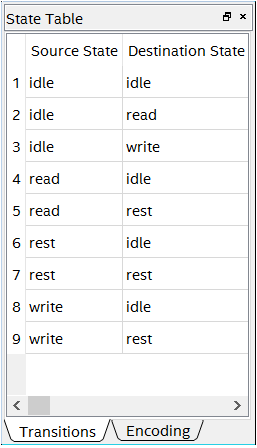 State Table
Source State Destination State
1 idle idle
2 idle read
3 idle write
4 read idle
5 read rest
6 rest idle
7 rest rest
8 write idle
9 write rest
Transitions Encoding